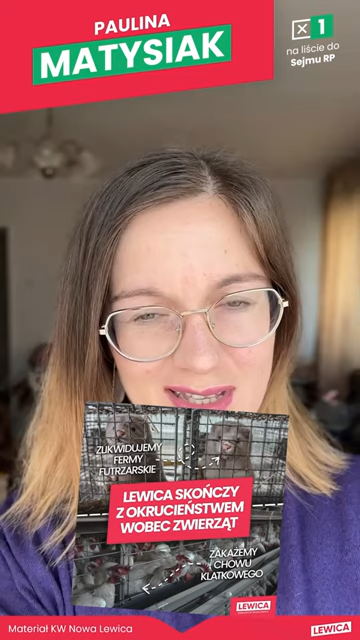 PAULINA
MATYSIAK
1
na liście do
Sejmu RP
ZLIKWIDUJEMY
FERMY
FUTRZARSKIE
LEWICA SKOŃCZY
Z OKRUCIEŃSTWEM
WOBEC ZWIERZĄT
ZAKAŻEMY
CHOWU
KLATKOWEGO
LEWICA
Materiał KW Nowa Lewica
LEWICA